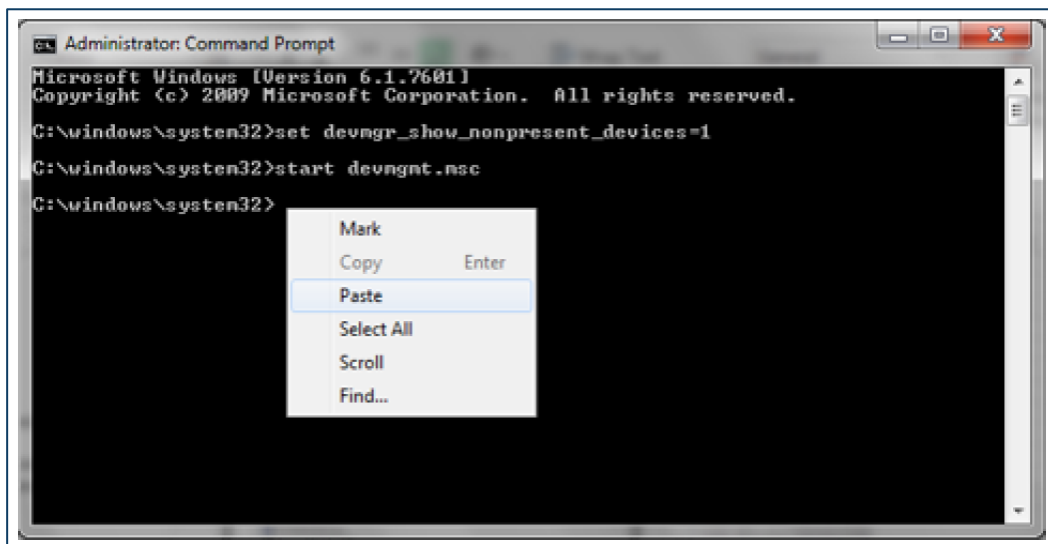 Administrator: Command Prompt
Microsoft Windows [Version 6.1.7601]
Copyright (c) 2009 Microsoft Corporation.  All rights reserved.
C:\windows\system32>set devmgr_show_nonpresent_devices=1
C:\windows\system32>start devmgmt.msc
C:\windows\system32>
Mark
Copy Enter
Paste
Select All
Scroll
Find...